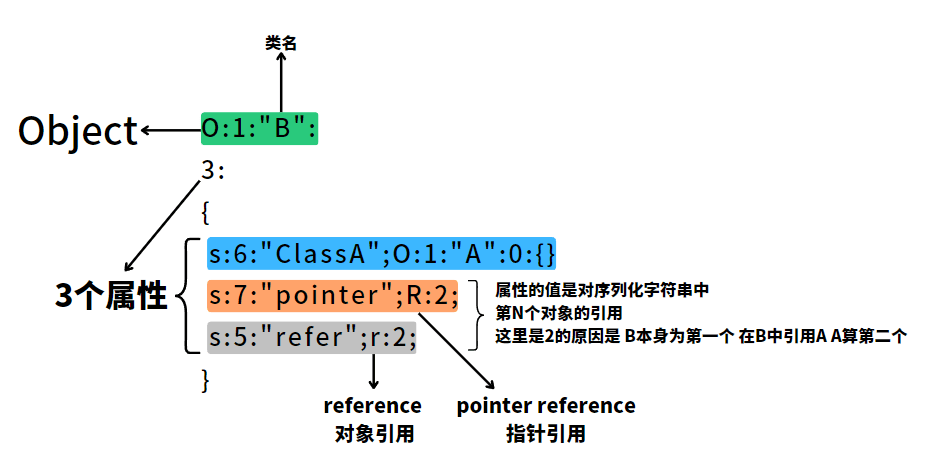 类名
Object
O:1:"B":
3:
{
s:6:"ClassA";O:1:"A":0:{}
3个属性
s:7:"pointer";R:2;
s:5:"refer";r:2;
属性的值是对序列化字符串中
第N个对象的引用
这里是2的原因是 B本身为第一个 在B中引用A A算第二个
}
reference
对象引用
pointer reference
指针引用